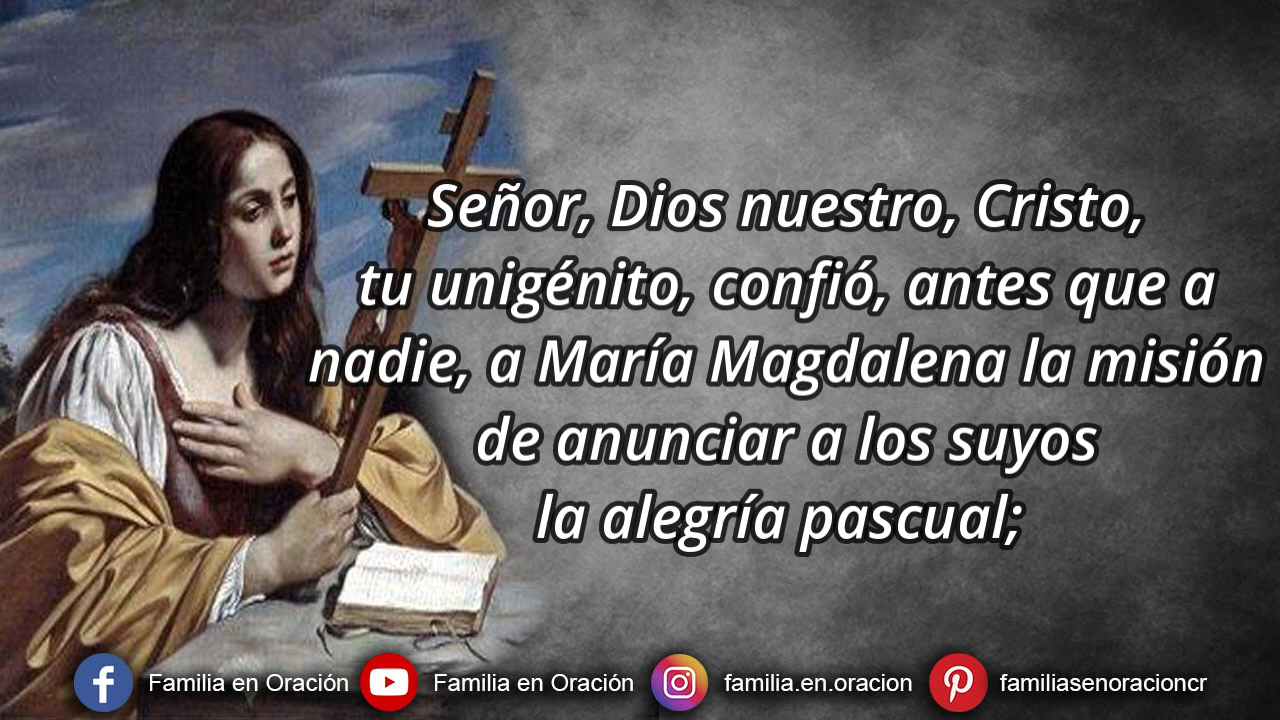 Señor, Dios nuestro, Cristo,
tu unigénito, confió, antes que a
nadie, a María Magdalena la misión
de anunciar a los suyos
la alegría pascual;
Familia en Oración
Familia en Oración
familia.en.oracion
familiasenoracioncr